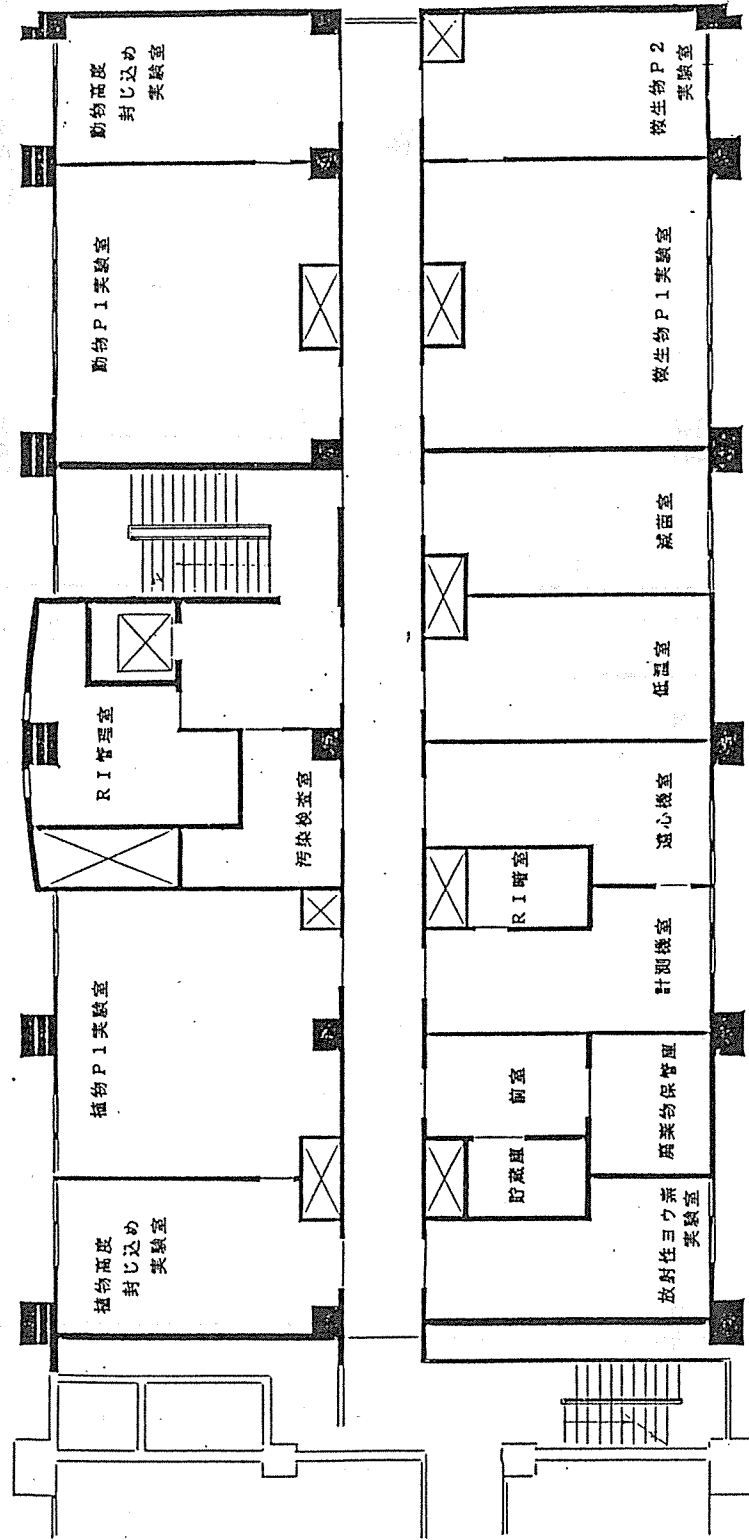 動物高度
封じ込め
実験室
動物P1実験室
RI管理室
汚染検査室
植物P1実験室
植物高度
封じ込め
実験室
微生物P2
実験室
微生物P1実験室
滅菌室
低温室
遠心機室
RI暗室
計測機室
前室
貯蔵庫
廃棄物保管庫
放射性ヨウ素
実験室